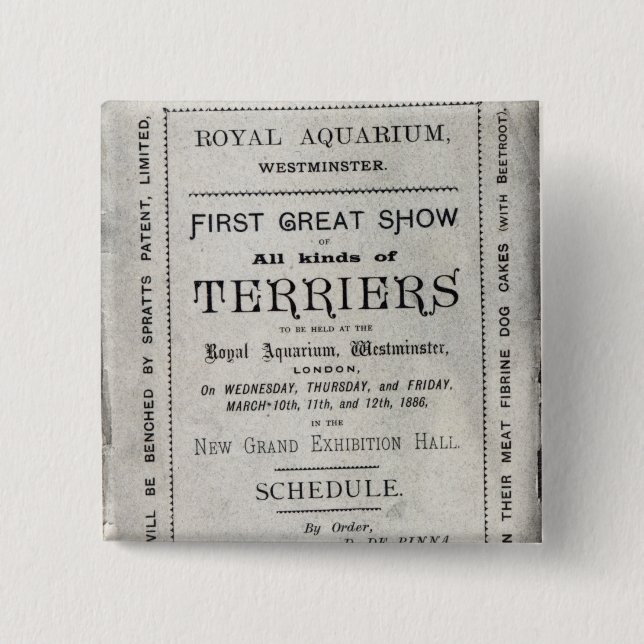 ROYAL AQUARIUM,
WESTMINSTER.
FIRST GREAT SHOW
OF
All kinds of
TERRIERS
TO BE HELD AT THE
Royal Aquarium, Westminster,
LONDON,
On WEDNESDAY, THURSDAY, and FRIDAY,
MARCH 10th, 11th, and 12th, 1886,
IN THE
NEW GRAND EXHIBITION HALL.
SCHEDULE.
By Order,
DE PINNA
WILL BE BENCHED BY SPRATTS PATENT, LIMITED,
THEIR MEAT FIBRINE DOG CAKES (WITH BEETROOT).